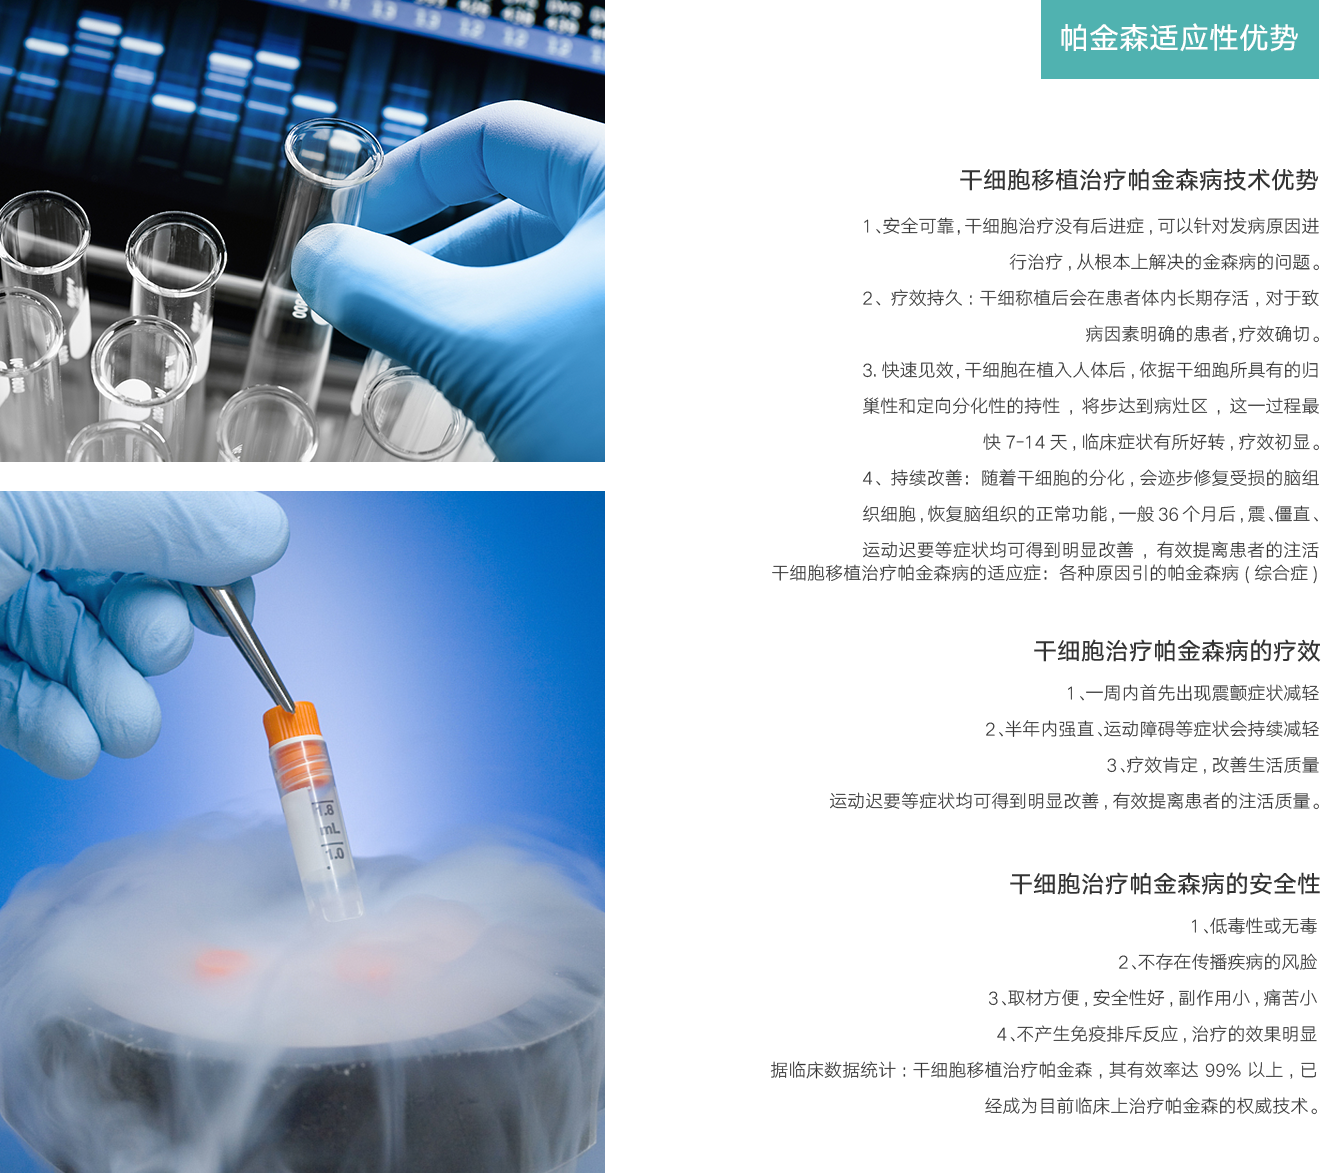 帕金森适应性优势
干细胞移植治疗帕金森病技术优势
1、安全可靠,干细胞治疗没有后进症,可以针对发病原因进
行治疗,从根本上解决的金森病的问题。
2、疗效持久：干细称植后会在患者体内长期存活,对于致
病因素明确的患者,疗效确切。
3.快速见效,干细胞在植入人体后,依据干细跑所具有的归
巢性和定向分化性的持性，将步达到病灶区，这一过程最
快7-14天,临床症状有所好转,疗效初显。
4、持续改善：随着干细胞的分化,会迹步修复受损的脑组
织细胞,恢复脑组织的正常功能,一般36个月后,震、僵直、
运动迟要等症状均可得到明显改善，有效提离患者的注活
干细胞移植治疗帕金森病的适应症：各种原因引的帕金森病(综合症)
干细胞治疗帕金森病的疗效
1、一周内首先出现震颤症状减轻
2、半年内强直、运动障碍等症状会持续减轻
3、疗效肯定,改善生活质量
运动迟要等症状均可得到明显改善,有效提离患者的注活质量。
干细胞治疗帕金森病的安全性
1、低毒性或无毒
2、不存在传播疾病的风脸
3、取材方便,安全性好,副作用小,痛苦小
4、不产生免疫排斥反应,治疗的效果明显
据临床数据统计：干细胞移植治疗帕金森,其有效率达 99% 以上,已
经成为目前临床上治疗帕金森的权威技术。
1.8
mL
1.0